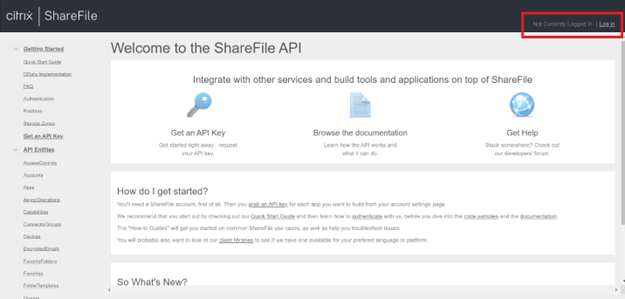 citrix | ShareFile
Not Currently Logged In | Log In
Getting Started
Quick Start Guide
OData Implementation
FAQ
Authentication
Postman
Storage Zones
Get an API Key
API Entities
AccessControls
Accounts
Apps
AsyncOperations
Capabilities
ConnectorGroups
Devices
EncryptedEmails
FavoriteFolders
Favorites
FolderTemplates
Groups
Welcome to the ShareFile API
Integrate with other services and build tools and applications on top of ShareFile
Get an API Key
Get started right away - request
your API key.
Browse the documentation
Learn how the API works and
what it can do.
Get Help
Stuck somewhere? Check out
our developers' forum.
How do I get started?
You'll need a ShareFile account, first of all. Then you grab an API key for each app you want to build from your account settings page.
We recommend that you start out by checking out our Quick Start Guide and then learn how to authenticate with us, before you dive into the code samples and the documentation.
The "How-to Guides" will get you started on common ShareFile use cases, as well as help you troubleshoot issues.
You will probably also want to look at our client libraries to see if we have one available for your preferred language or platform.
So What's New?